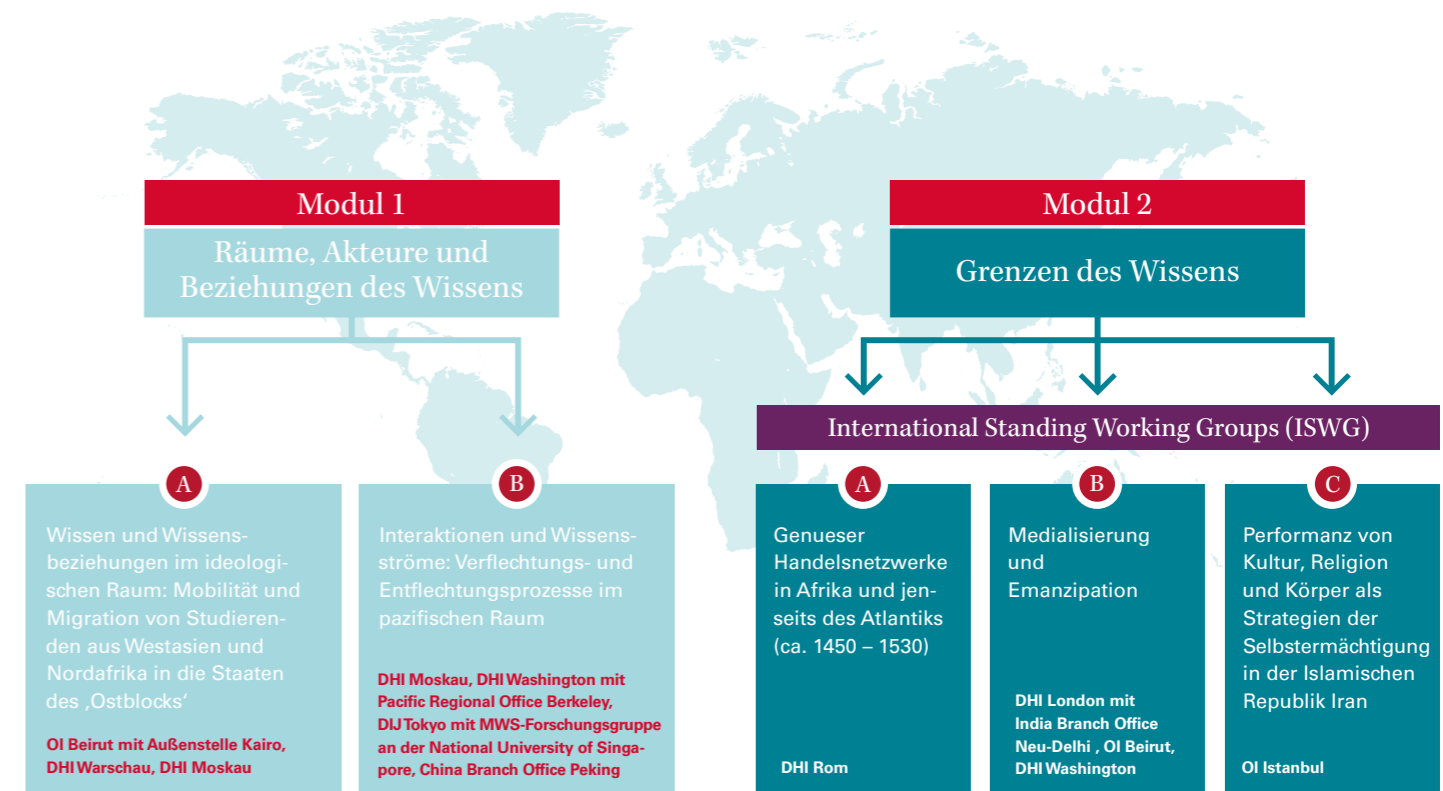 Modul 1
Räume, Akteure und
Beziehungen des Wissens
A
Wissen und Wissens-
beziehungen im ideologi-
schen Raum: Mobilität und
Migration von Studieren-
den aus Westasien und
Nordafrika in die Staaten
des ‚Ostblocks‘
OI Beirut mit Außenstelle Kairo,
DHI Warschau, DHI Moskau
B
Interaktionen und Wissens-
ströme: Verflechtungs- und
Entflechtungsprozesse im
pazifischen Raum
DHI Moskau, DHI Washington mit
Pacific Regional Office Berkeley,
DIJ Tokyo mit MWS-Forschungsgruppe
an der National University of Singa-
pore, China Branch Office Peking
Modul 2
Grenzen des Wissens
International Standing Working Groups (ISWG)
A
Genueser
Handelsnetzwerke
in Afrika und jen-
seits des Atlantiks
(ca. 1450 – 1530)
DHI Rom
B
Medialisierung
und
Emanzipation
DHI London mit
India Branch Office
Neu-Delhi , OI Beirut,
DHI Washington
C
Performanz von
Kultur, Religion
und Körper als
Strategien der
Selbstermächtigung
in der Islamischen
Republik Iran
OI Istanbul